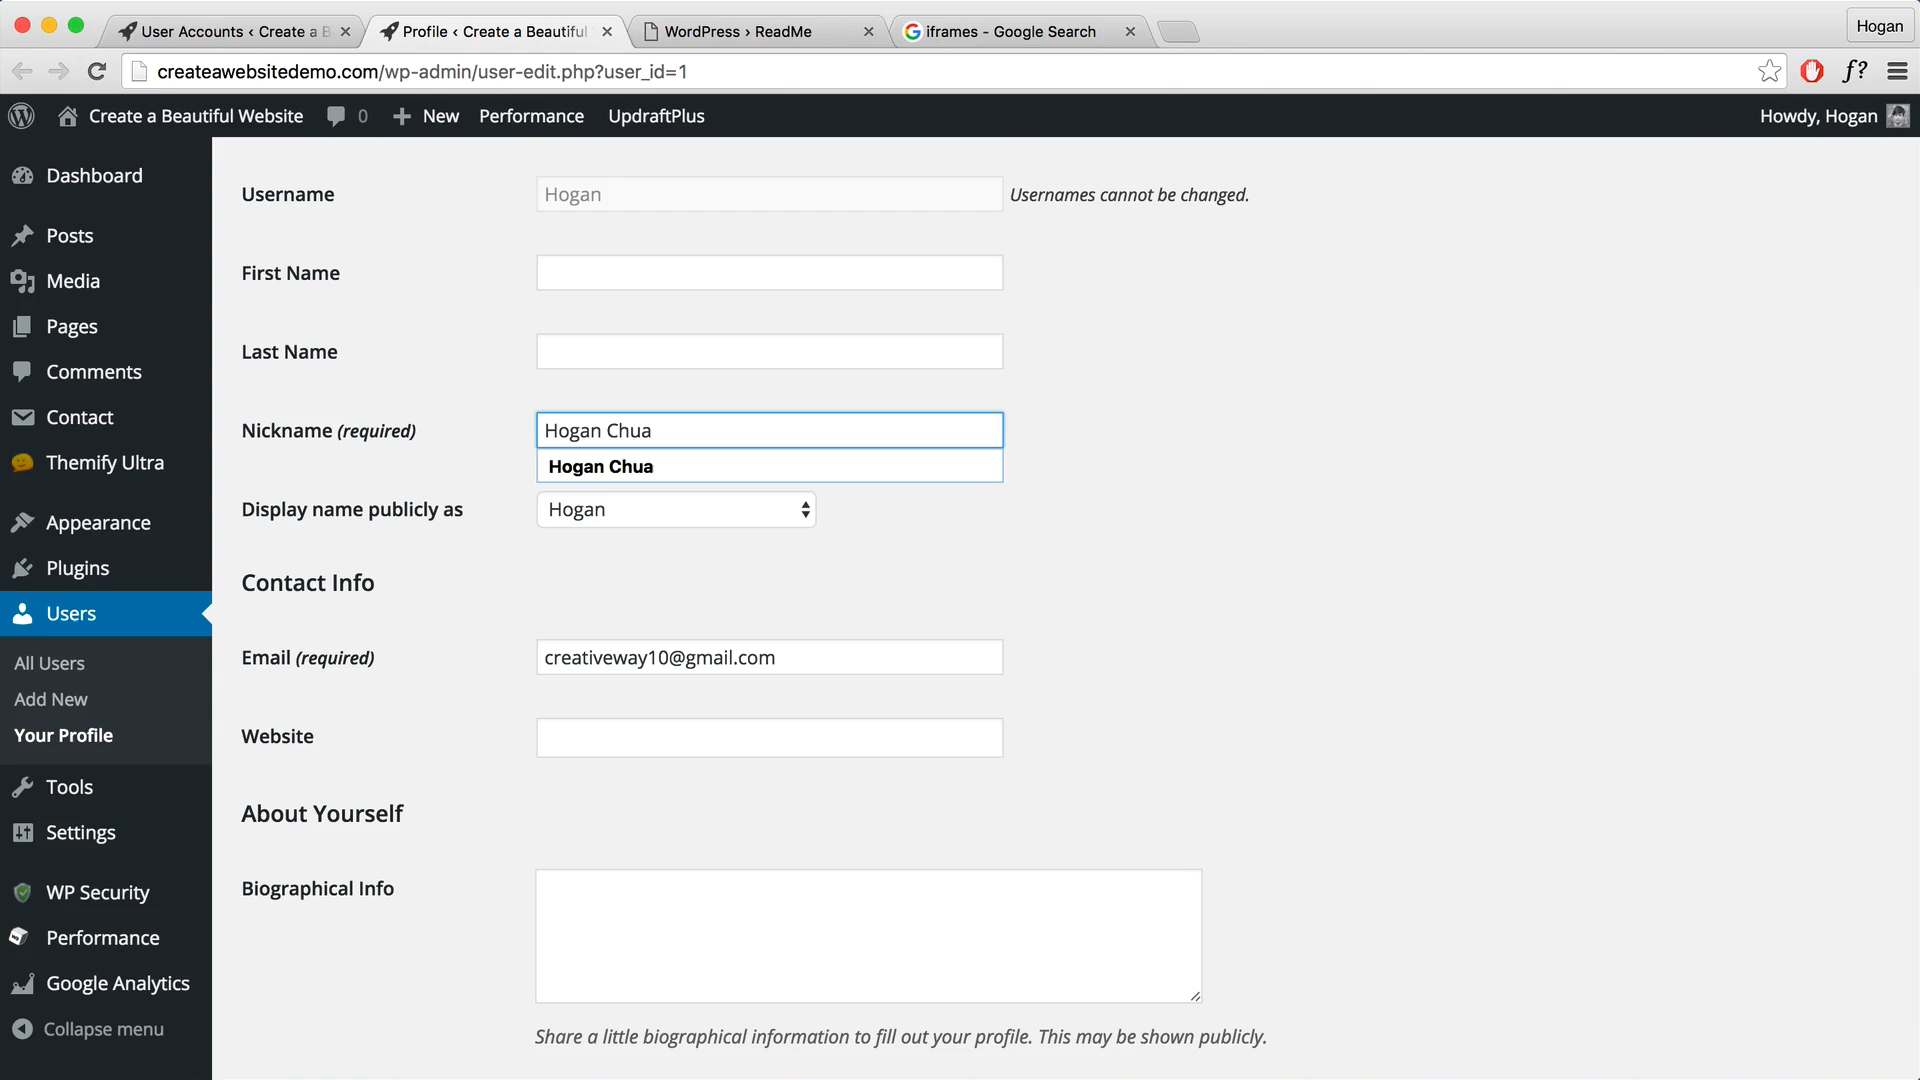 User Accounts ‹ Create a B
Profile ‹ Create a Beautiful
WordPress › ReadMe
iframes - Google Search
Hogan
createawebsitedemo.com/wp-admin/user-edit.php?user_id=1
f?
Create a Beautiful Website
0
New
Performance
UpdraftPlus
Howdy, Hogan
Dashboard
Posts
Media
Pages
Comments
Contact
Themify Ultra
Appearance
Plugins
Users
All Users
Add New
Your Profile
Tools
Settings
WP Security
Performance
Google Analytics
Collapse menu
Username
Hogan
Usernames cannot be changed.
First Name
Last Name
Nickname (required)
Hogan Chua
Hogan Chua
Display name publicly as
Hogan
Contact Info
Email (required)
creativeway10@gmail.com
Website
About Yourself
Biographical Info
Share a little biographical information to fill out your profile. This may be shown publicly.